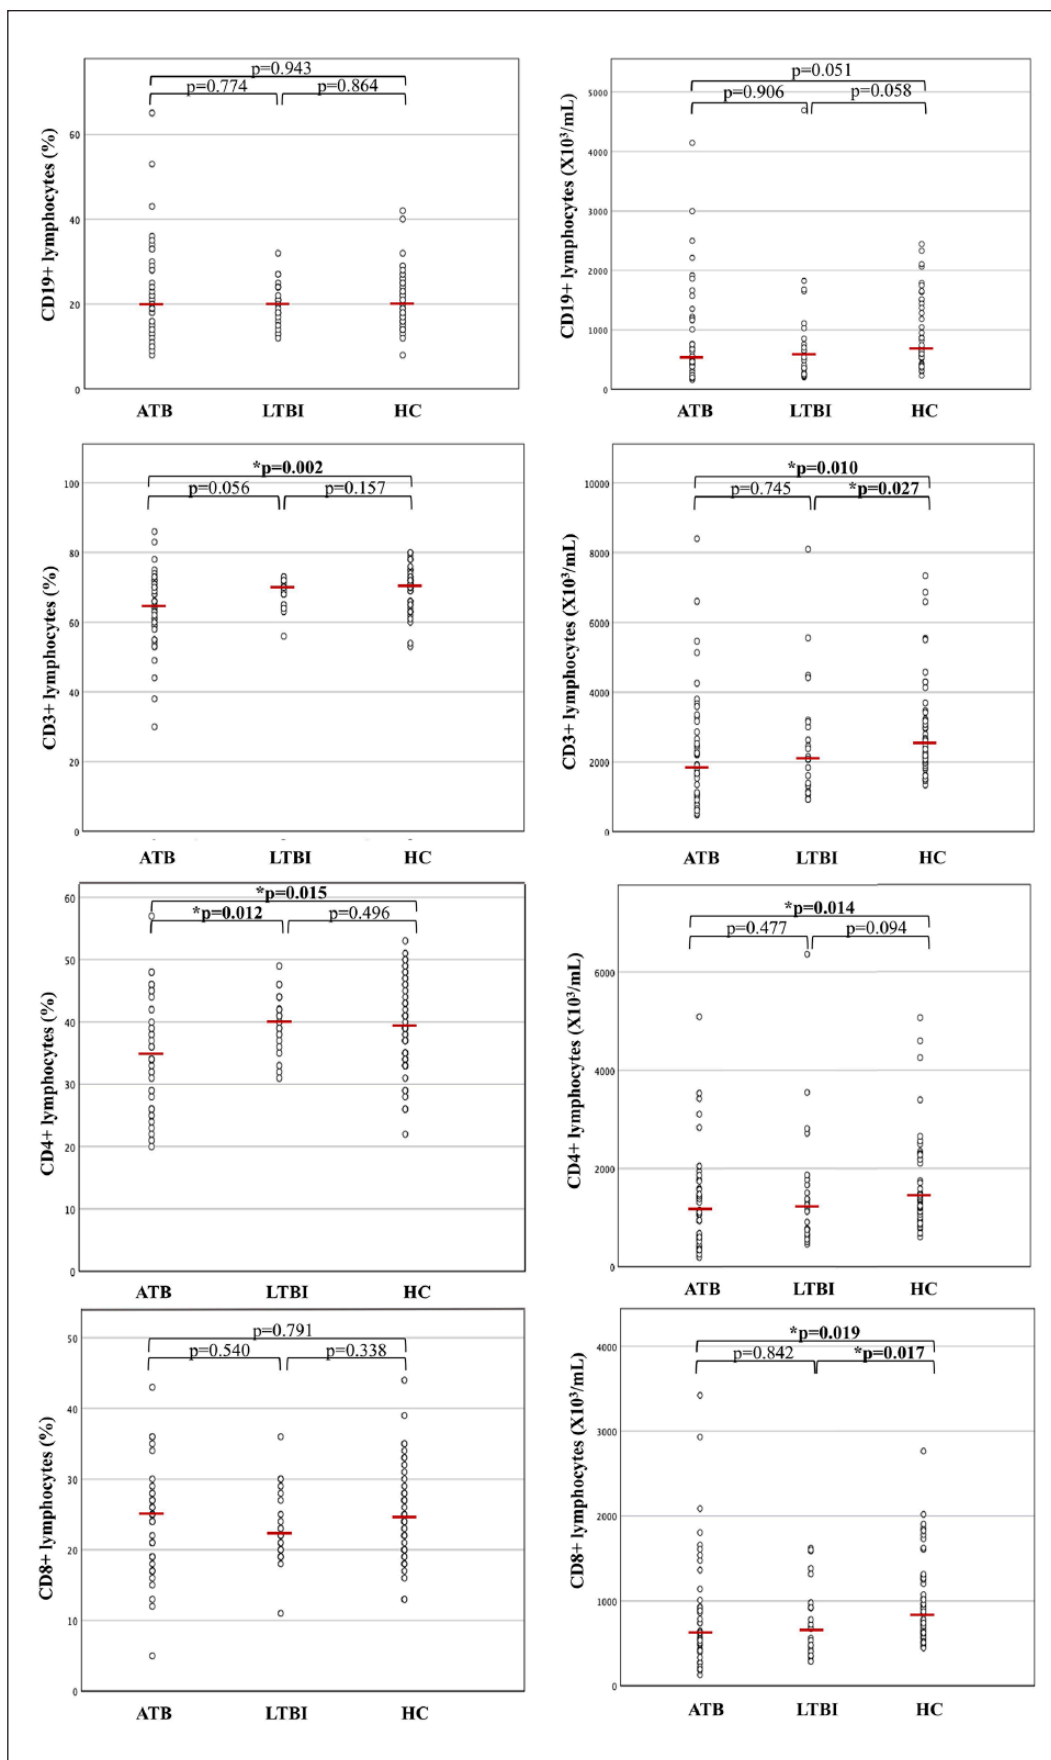 p=0.943
p=0.774 p=0.864
CD19+ lymphocytes (%)
60
40
20
0
ATB LTBI HC
p=0.051
p=0.906 p=0.058
CD19+ lymphocytes (X10³/mL)
5000
4000
3000
2000
1000
0
ATB LTBI HC
*p=0.002
p=0.056 p=0.157
CD3+ lymphocytes (%)
100
80
60
40
20
0
ATB LTBI HC
*p=0.010
p=0.745 *p=0.027
CD3+ lymphocytes (X10³/mL)
10000
8000
6000
4000
2000
0
ATB LTBI HC
*p=0.015
*p=0.012 p=0.496
CD4+ lymphocytes (%)
60
50
40
30
20
10
0
ATB LTBI HC
*p=0.014
p=0.477 p=0.094
CD4+ lymphocytes (X10³/mL)
6000
4000
2000
0
ATB LTBI HC
p=0.791
p=0.540 p=0.338
CD8+ lymphocytes (%)
50
40
30
20
10
0
ATB LTBI HC
*p=0.019
p=0.842 *p=0.017
CD8+ lymphocytes (X10³/mL)
4000
3000
2000
1000
0
ATB LTBI HC